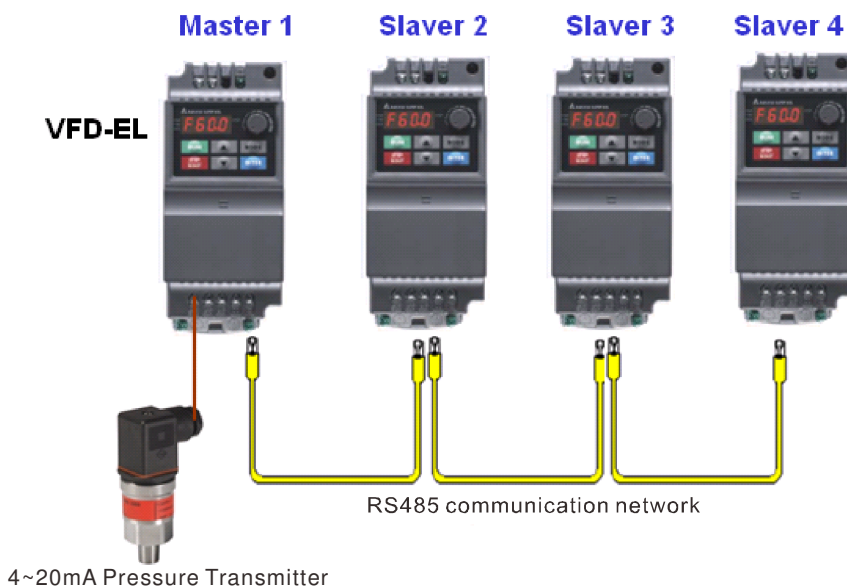 Master 1
Slaver 2
Slaver 3
Slaver 4
VFD-EL
F60.0
F60.0
F60.0
F60.0
RS485 communication network
4~20mA Pressure Transmitter